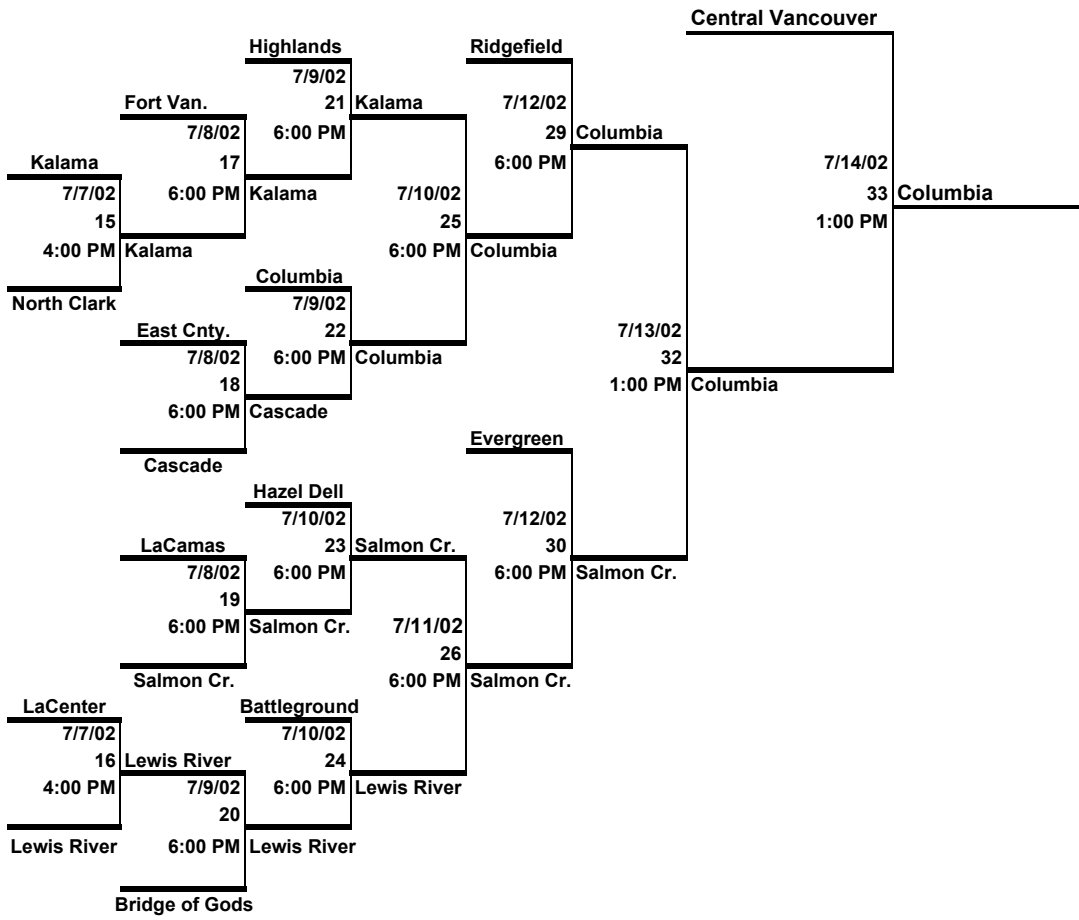 Central Vancouver
Highlands
Ridgefield
7/9/02
Fort Van.
21 Kalama
7/12/02
7/8/02
6:00 PM
29 Columbia
Kalama
17
6:00 PM
7/14/02
7/7/02
6:00 PM Kalama
7/10/02
33 Columbia
15
25
1:00 PM
4:00 PM Kalama
6:00 PM Columbia
Columbia
North Clark
7/9/02
East Cnty.
22
7/13/02
7/8/02
6:00 PM Columbia
32
18
1:00 PM Columbia
6:00 PM Cascade
Evergreen
Cascade
Hazel Dell
7/10/02
7/12/02
LaCamas
23 Salmon Cr.
30
7/8/02
6:00 PM
6:00 PM Salmon Cr.
19
6:00 PM Salmon Cr.
7/11/02
26
Salmon Cr.
6:00 PM Salmon Cr.
LaCenter
Battleground
7/7/02
7/10/02
16 Lewis River
24
4:00 PM
7/9/02
6:00 PM Lewis River
20
Lewis River
6:00 PM Lewis River
Bridge of Gods